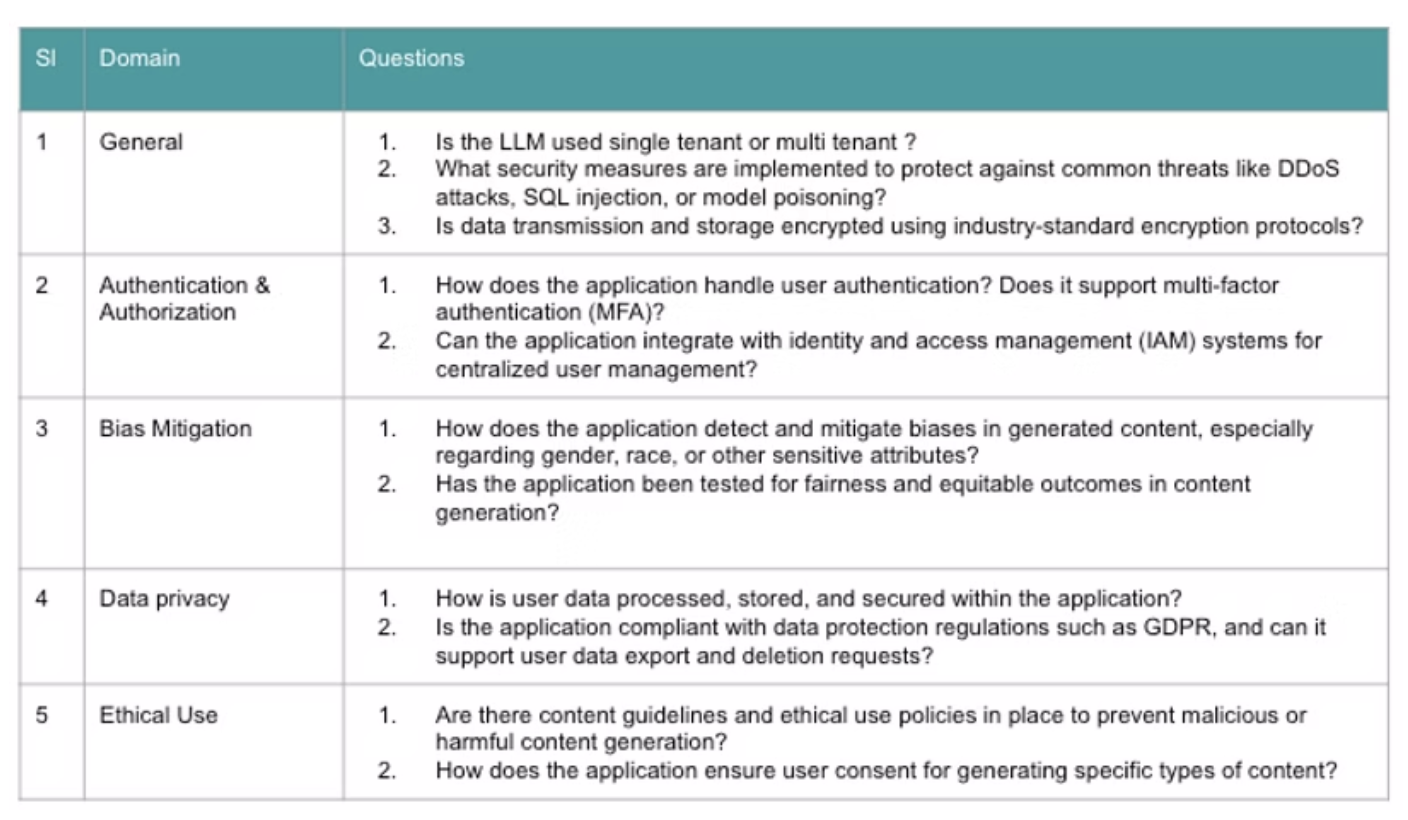 SI Domain Questions
1 General 1. Is the LLM used single tenant or multi tenant ?
2. What security measures are implemented to protect against common threats like DDoS
attacks, SQL injection, or model poisoning?
3. Is data transmission and storage encrypted using industry-standard encryption protocols?
2 Authentication & 1. How does the application handle user authentication? Does it support multi-factor
Authorization authentication (MFA)?
2. Can the application integrate with identity and access management (IAM) systems for
centralized user management?
3 Bias Mitigation 1. How does the application detect and mitigate biases in generated content, especially
regarding gender, race, or other sensitive attributes?
2. Has the application been tested for fairness and equitable outcomes in content
generation?
4 Data privacy 1. How is user data processed, stored, and secured within the application?
2. Is the application compliant with data protection regulations such as GDPR, and can it
support user data export and deletion requests?
5 Ethical Use 1. Are there content guidelines and ethical use policies in place to prevent malicious or
harmful content generation?
2. How does the application ensure user consent for generating specific types of content?